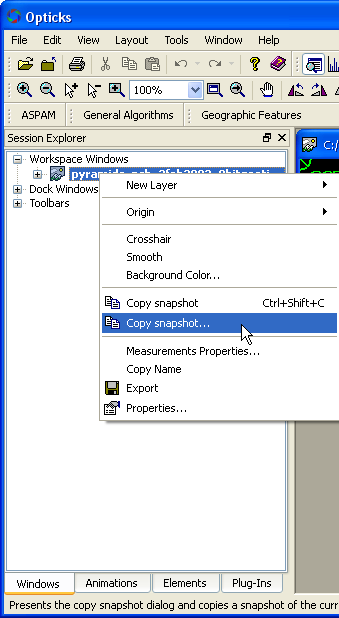 Opticks
File Edit View Layout Tools Window Help
100%
ASPAM General Algorithms Geographic Features
Session Explorer
C:/
Workspace Windows
Dock Windows
Toolbars
New Layer
Origin
Crosshair
Smooth
Background Color...
Copy snapshot Ctrl+Shift+C
Copy snapshot...
Measurements Properties...
Copy Name
Export
Properties...
Windows Animations Elements Plug-Ins
Presents the copy snapshot dialog and copies a snapshot of the curr